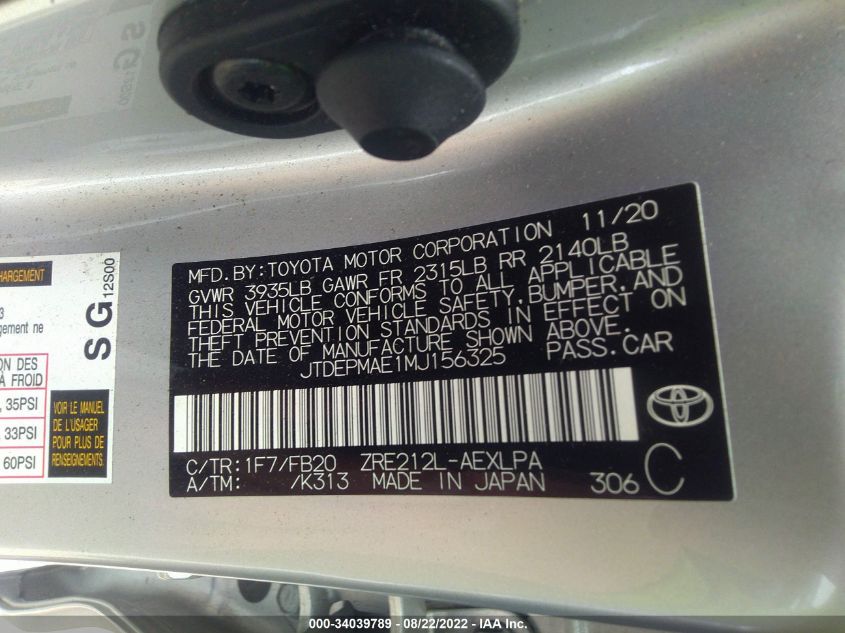 MFD. BY: TOYOTA MOTOR CORPORATION 11/20
GVWR 3935LB GAWR FR 2315LB RR 2140LB
THIS VEHICLE CONFORMS TO ALL APPLICABLE
FEDERAL MOTOR VEHICLE SAFETY, BUMPER, AND
THEFT PREVENTION STANDARDS IN EFFECT ON
THE DATE OF MANUFACTURE SHOWN ABOVE.
JTDEPMAE1MJ156325 PASS. CAR
C/TR: 1F7/FB20 ZRE212L-AEXLPA
A/TM: /K313 MADE IN JAPAN 306 C
HARGEMENT
3
gement ne
SG 12S00
ON DES
À FROID
, 35PSI
, 33PSI
60PSI
VOIR LE MANUEL
DE L'USAGER
POUR PLUS DE
RENSEIGNEMENTS.
000-34039789 - 08/22/2022 - IAA Inc.